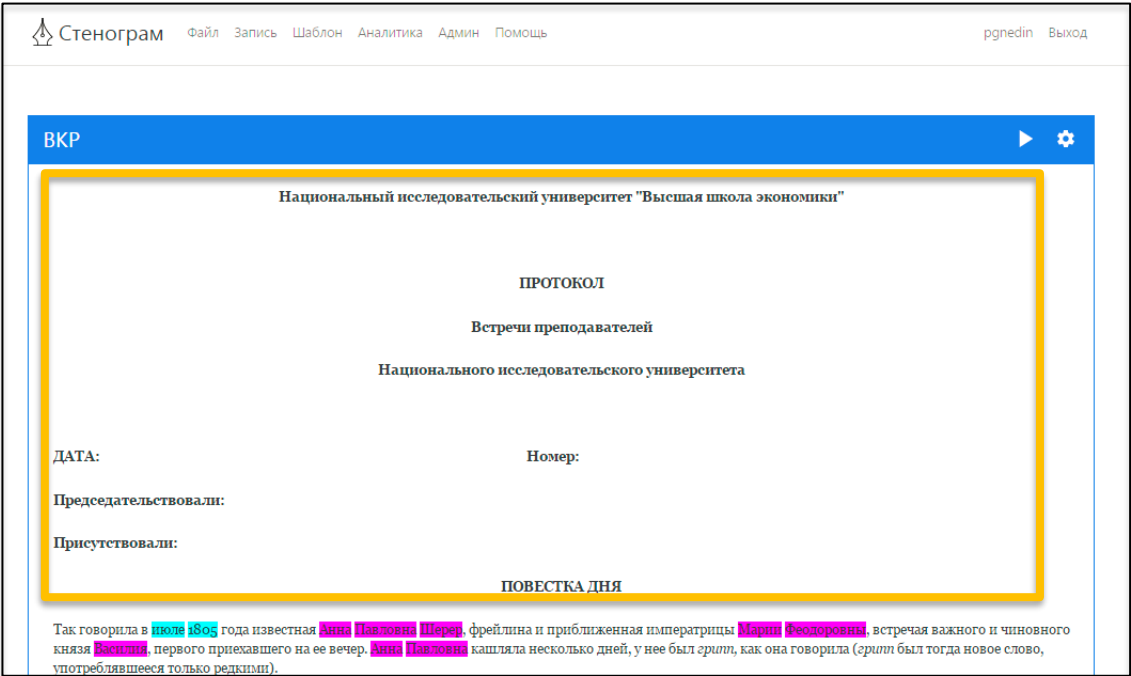 Стенограм Файл Запись Шаблон Аналитика Админ Помощь pgnedin Выход
ВКР
Национальный исследовательский университет "Высшая школа экономики"
ПРОТОКОЛ
Встречи преподавателей
Национального исследовательского университета
ДАТА: Номер:
Председательствовали:
Присутствовали:
ПОВЕСТКА ДНЯ
Так говорила в июле 1805 года известная Анна Павловна Шерер, фрейлина и приближенная императрицы Марии Феодоровны, встречая важного и чиновного
князя Василия, первого приехавшего на ее вечер. Анна Павловна кашляла несколько дней, у нее был грипп, как она говорила (грипп был тогда новое слово,
употреблявшееся только редкими).